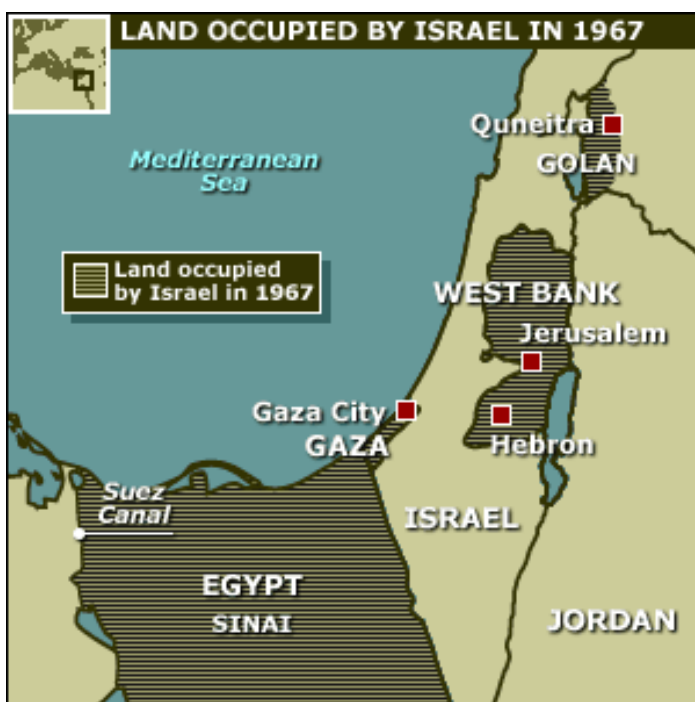 LAND OCCUPIED BY ISRAEL IN 1967
Quneitra
GOLAN
Mediterranean
Sea
Land occupied
by Israel in 1967
WEST BANK
Jerusalem
Gaza City
GAZA
Hebron
Suez
Canal
ISRAEL
EGYPT
SINAI
JORDAN